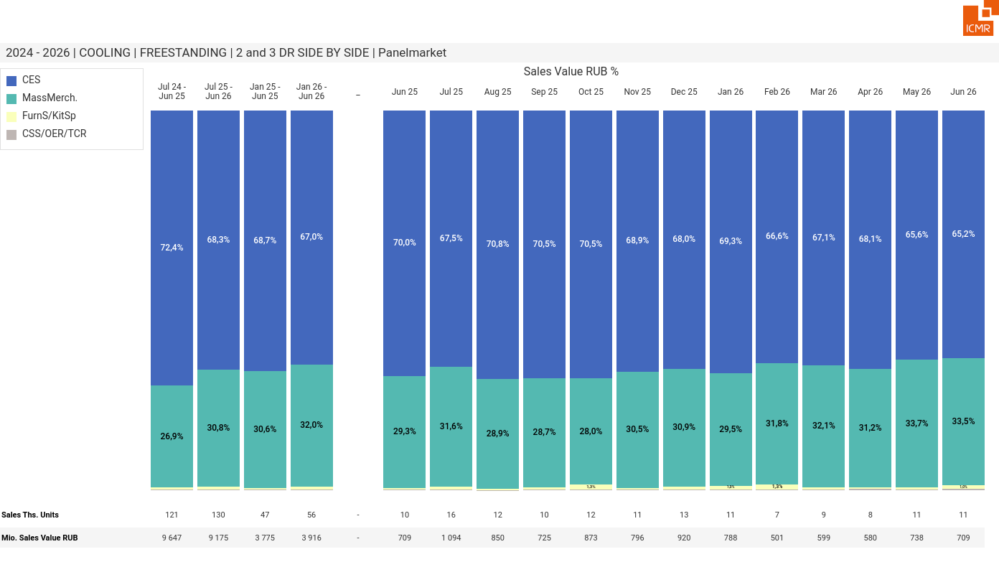 ICMR
2024 - 2026 | COOLING | FREESTANDING | 2 and 3 DR SIDE BY SIDE | Panelmarket
CES
MassMerch.
FurnS/KitSp
CSS/OER/TCR
Sales Value RUB %
Jul 24 - Jul 25 - Jan 25 - Jan 26 -
Jun 25 Jun 26 Jun 25 Jun 26 – Jun 25 Jul 25 Aug 25 Sep 25 Oct 25 Nov 25 Dec 25 Jan 26 Feb 26 Mar 26 Apr 26 May 26 Jun 26
72,4% 68,3% 68,7% 67,0% 70,0% 67,5% 70,8% 70,5% 70,5% 68,9% 68,0% 69,3% 66,6% 67,1% 68,1% 65,6% 65,2%
26,9% 30,8% 30,6% 32,0% 29,3% 31,6% 28,9% 28,7% 28,0% 30,5% 30,9% 29,5% 31,8% 32,1% 31,2% 33,7% 33,5%
1,3% 1,0% 1,3% 1,0%
Sales Ths. Units 121 130 47 56 - 10 16 12 10 12 11 13 11 7 9 8 11 11
Mio. Sales Value RUB 9 647 9 175 3 775 3 916 - 709 1 094 850 725 873 796 920 788 501 599 580 738 709